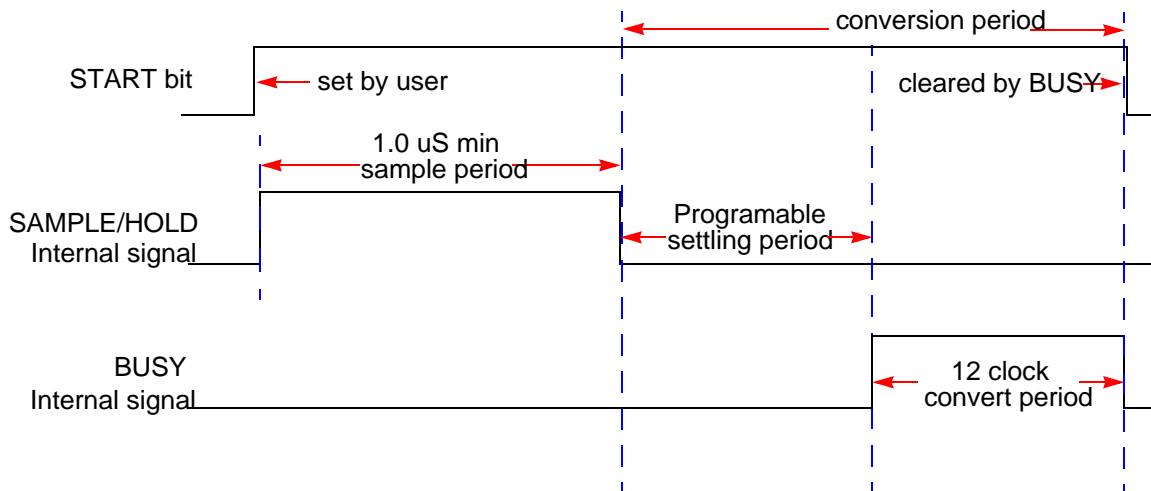 conversion period
START bit
set by user
cleared by BUSY
1.0 uS min
sample period
SAMPLE/HOLD
Internal signal
Programable
settling period
BUSY
Internal signal
12 clock
convert period